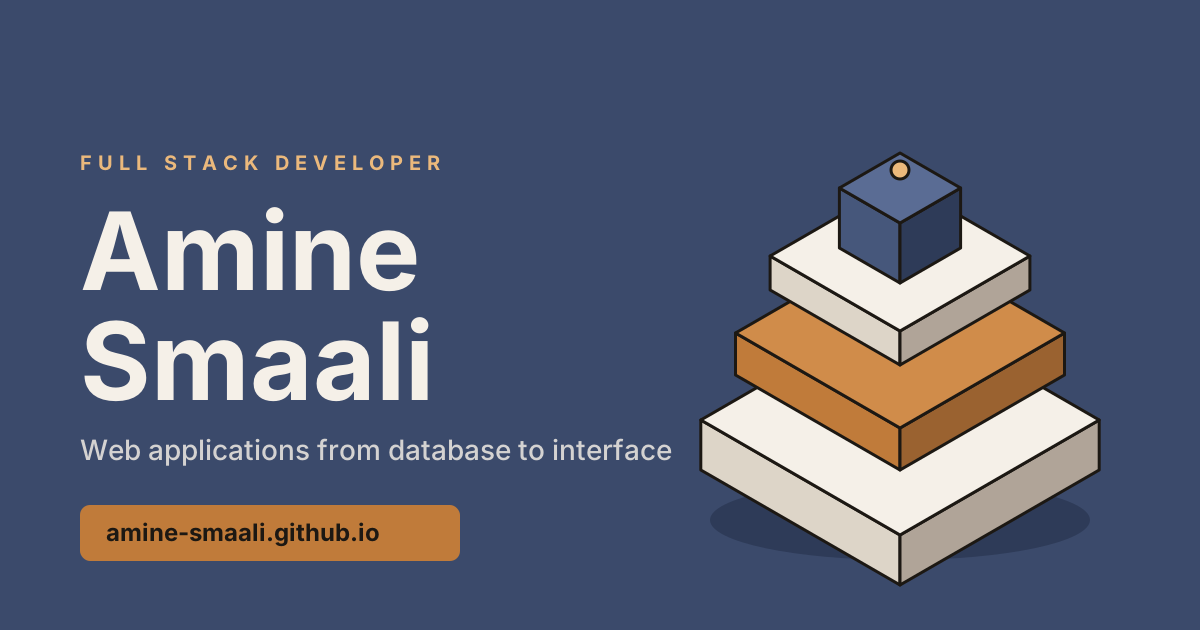 FULL STACK DEVELOPER
Amine
Smaali
Web applications from database to interface
amine-smaali.github.io